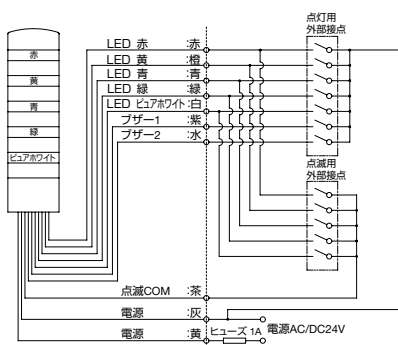 点灯用
外部接点
LED 赤 :赤
LED 黄 :橙
LED 青 :青
LED 緑 :緑
LED ピュアホワイト :白
ブザー1 :紫
ブザー2 :水
赤
黄
青
緑
ピュアホワイト
点滅用
外部接点
点滅COM :茶
電源 :灰
電源 :黄
ヒューズ 1A
電源AC/DC24V